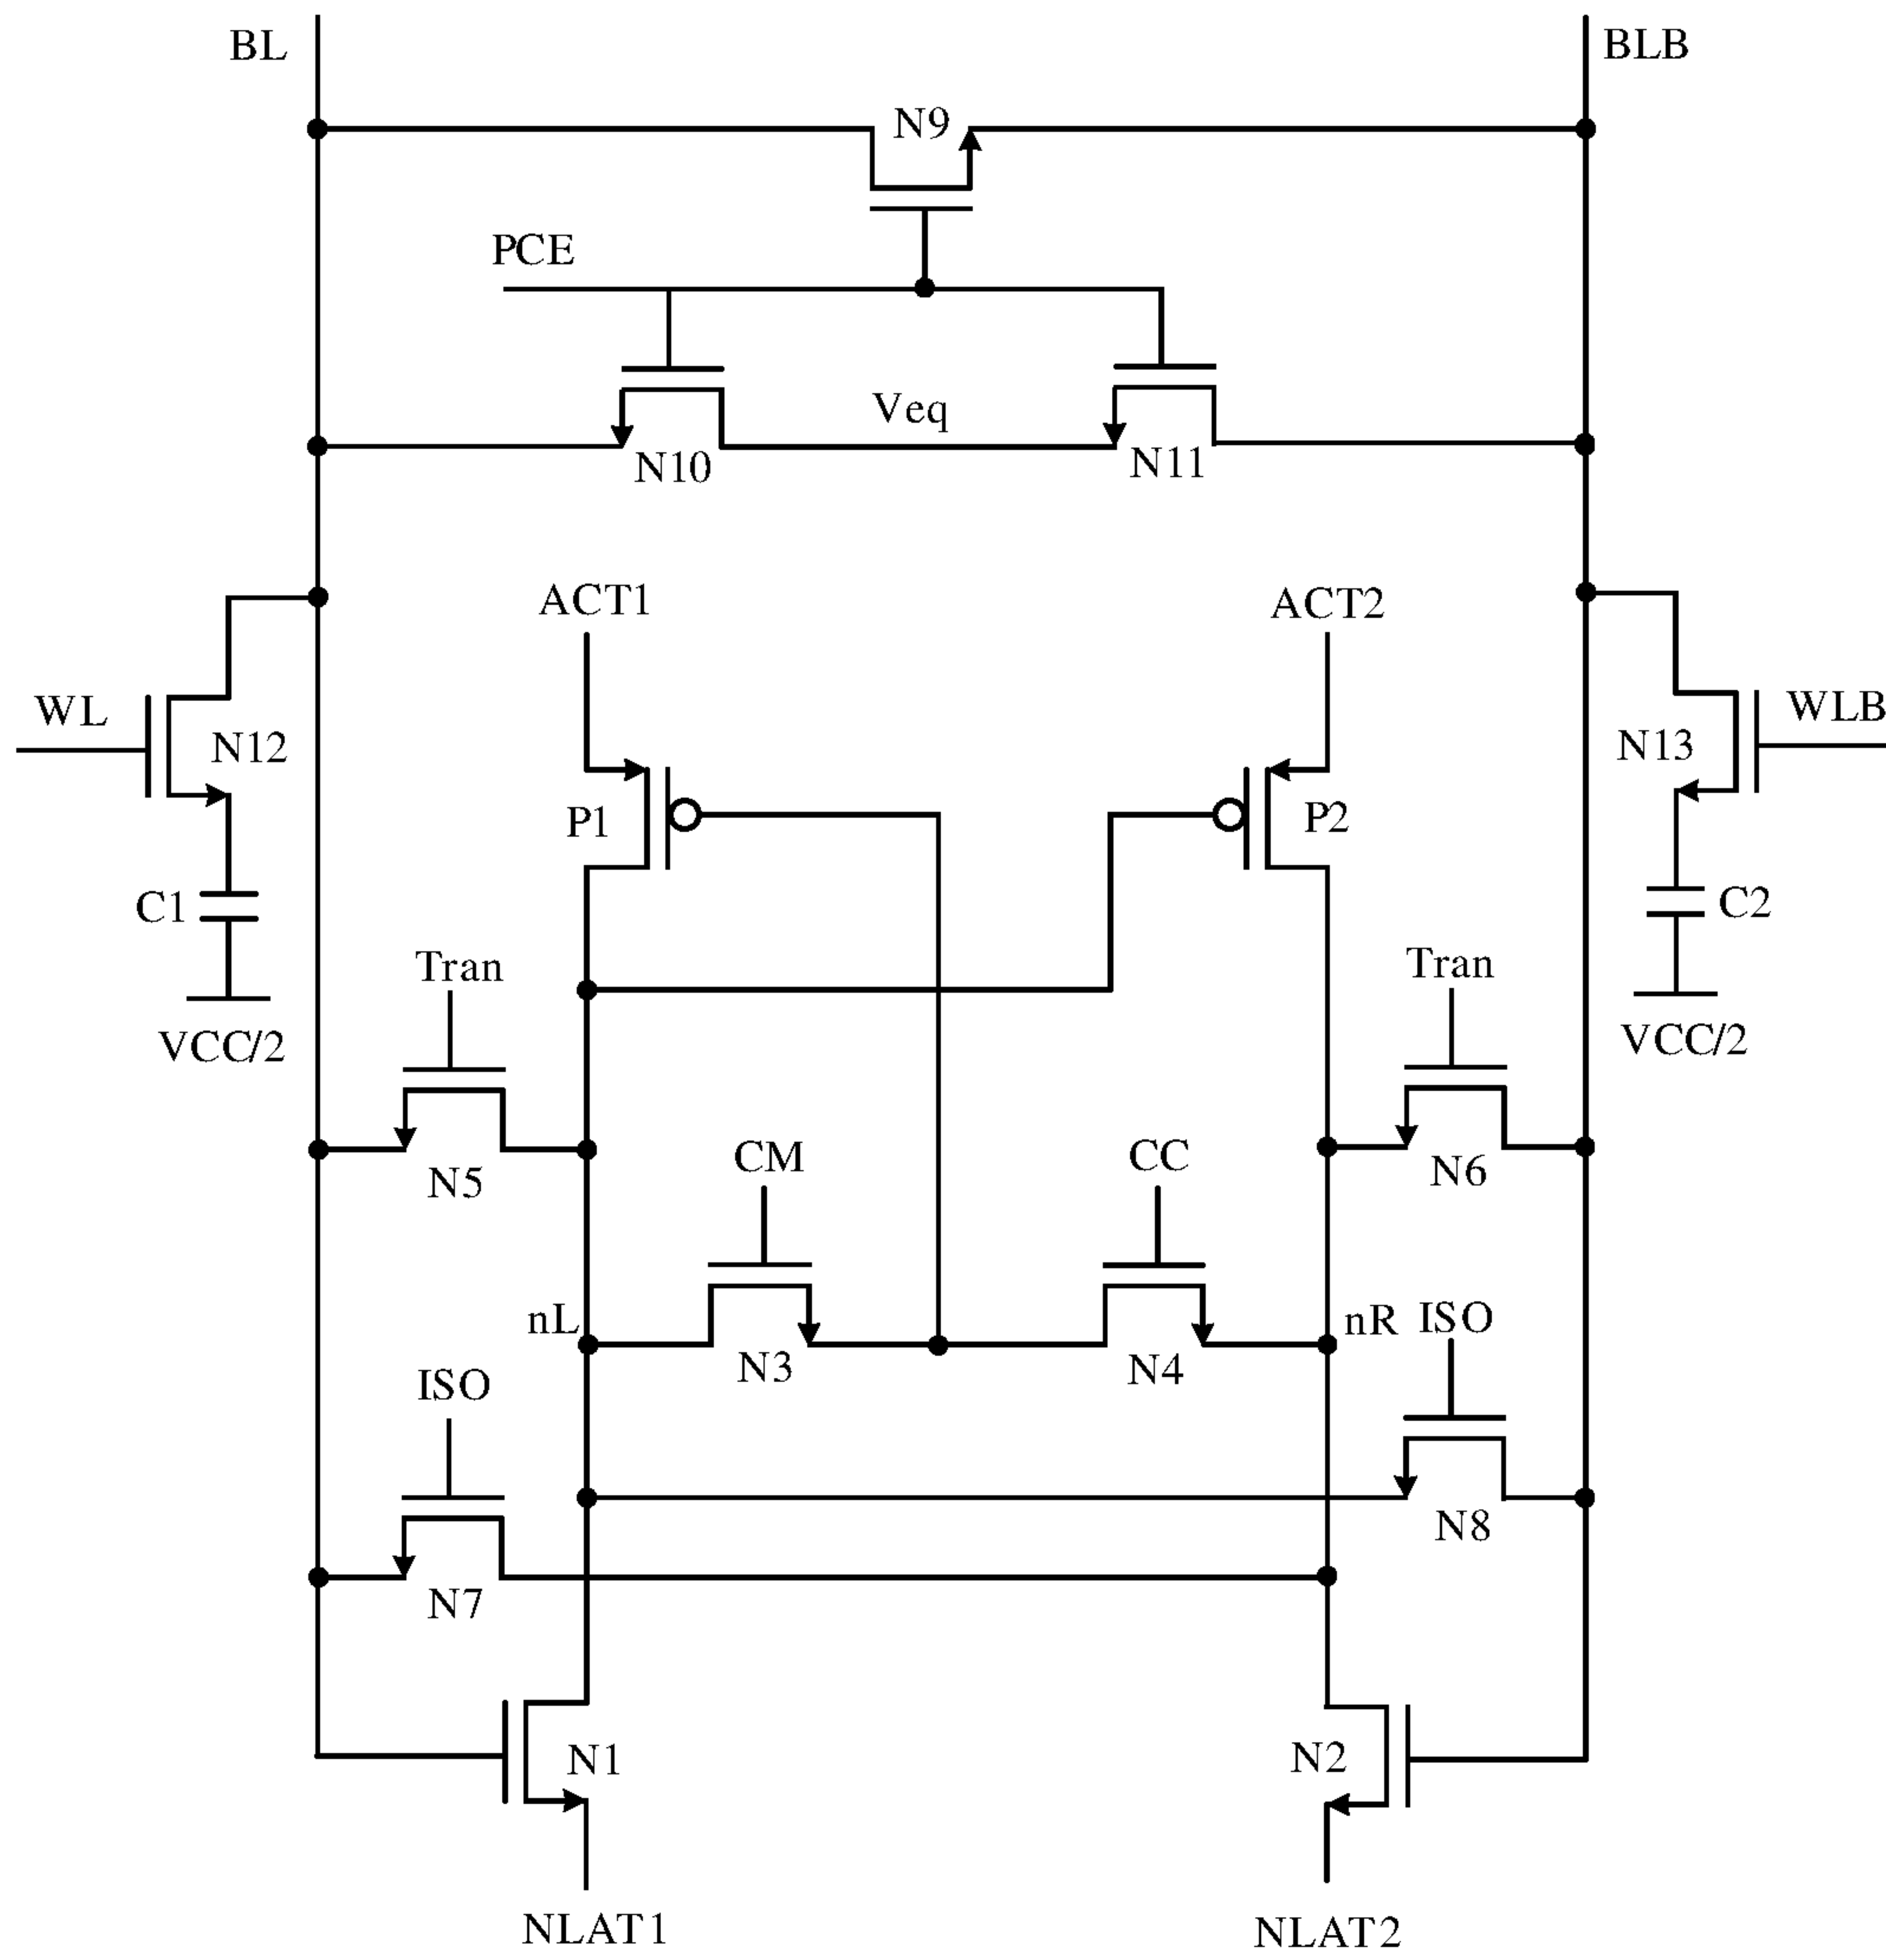 BL
BLB
N9
PCE
Veq
N10
N11
ACT1
ACT2
WL
N12
N13
WLB
P1
P2
C1
C2
Tran
Tran
VCC/2
VCC/2
CM
CC
N5
N6
nL
nR
ISO
N3
N4
ISO
N8
N7
N1
N2
NLAT1
NLAT2